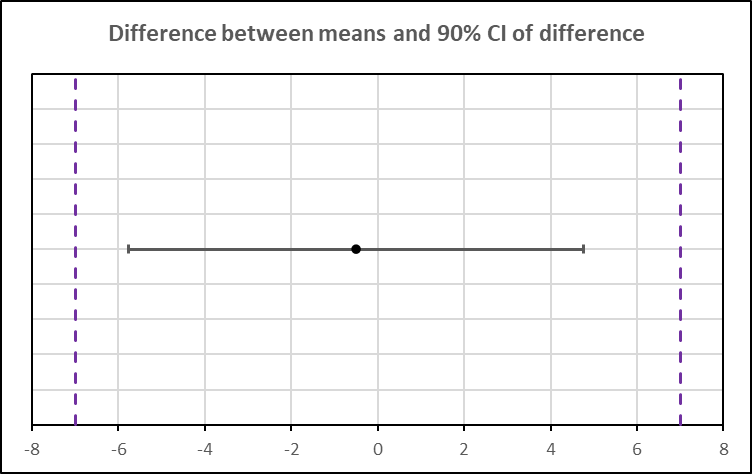 Difference between means and 90% CI of difference
-8 -6 -4 -2 0 2 4 6 8